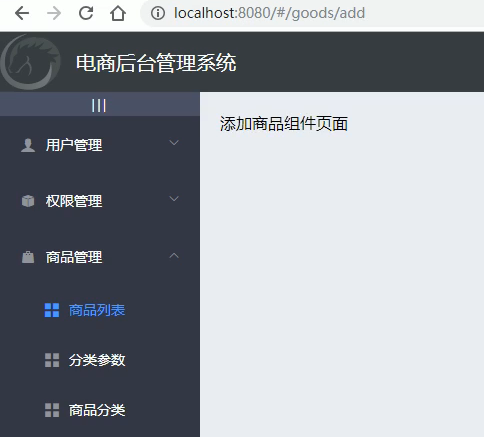 localhost:8080/#/goods/add
电商后台管理系统
|||
添加商品组件页面
用户管理
权限管理
商品管理
商品列表
分类参数
商品分类